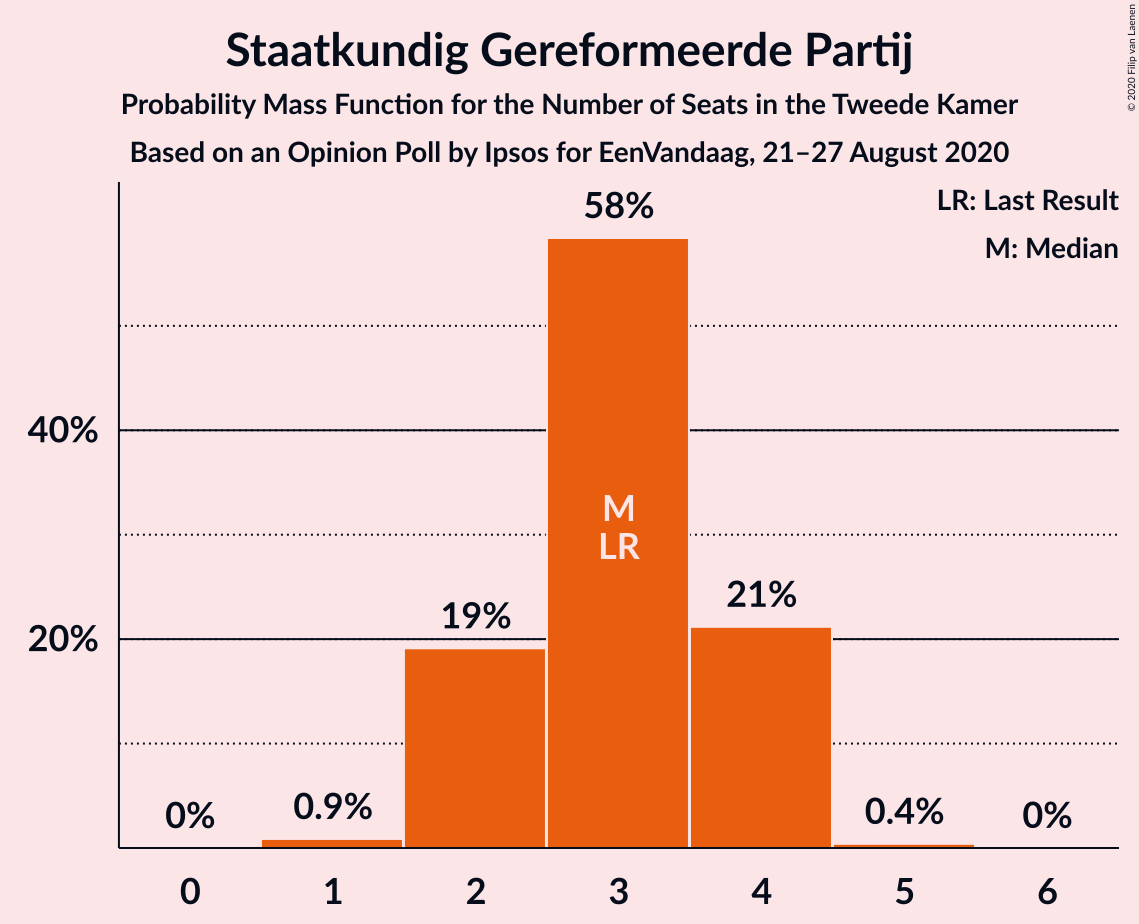 Staatkundig Gereformeerde Partij
Probability Mass Function for the Number of Seats in the Tweede Kamer
Based on an Opinion Poll by Ipsos for EenVandaag, 21–27 August 2020
© 2020 Filip van Laenen
LR: Last Result
M: Median
58%
40%
M
LR
21%
19%
20%
0%
0.9%
0.4%
0%
0 1 2 3 4 5 6